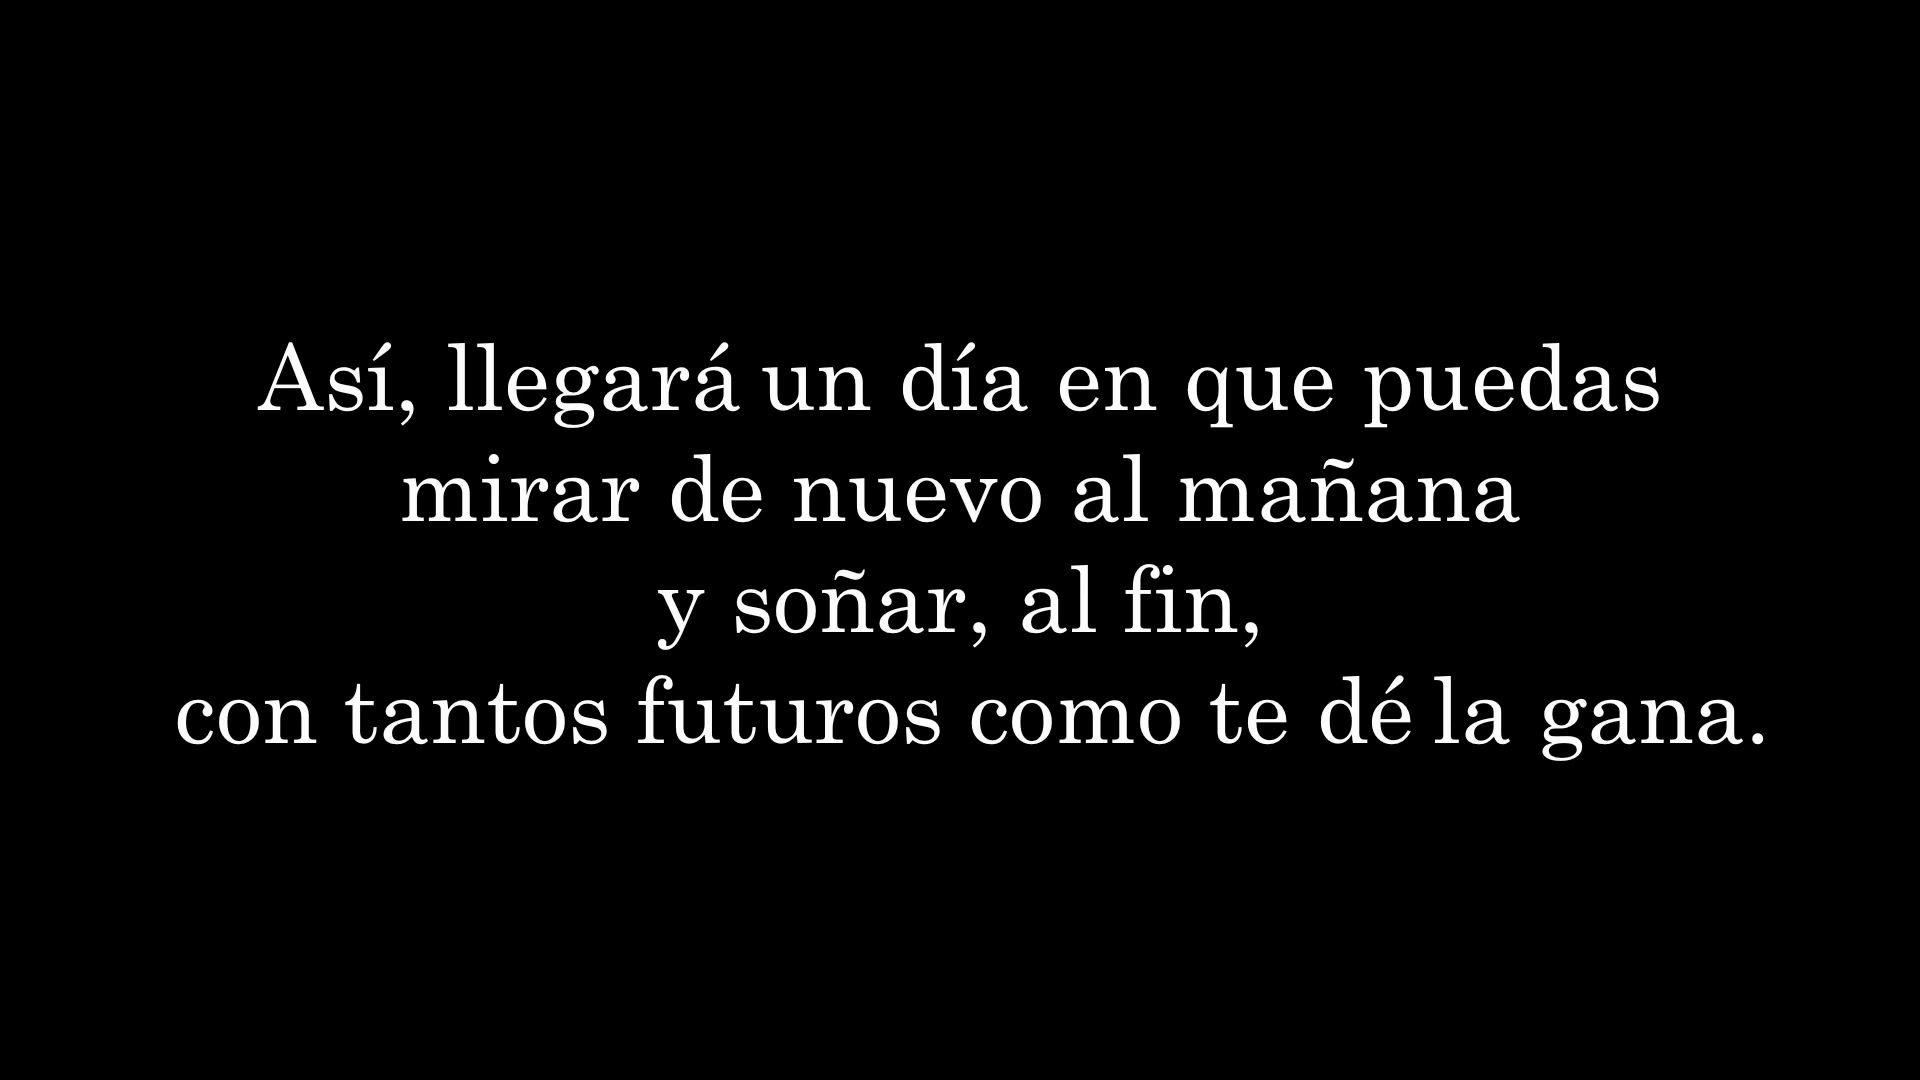 Así, llegará un día en que puedas
mirar de nuevo al mañana
y soñar, al fin,
con tantos futuros como te dé la gana.